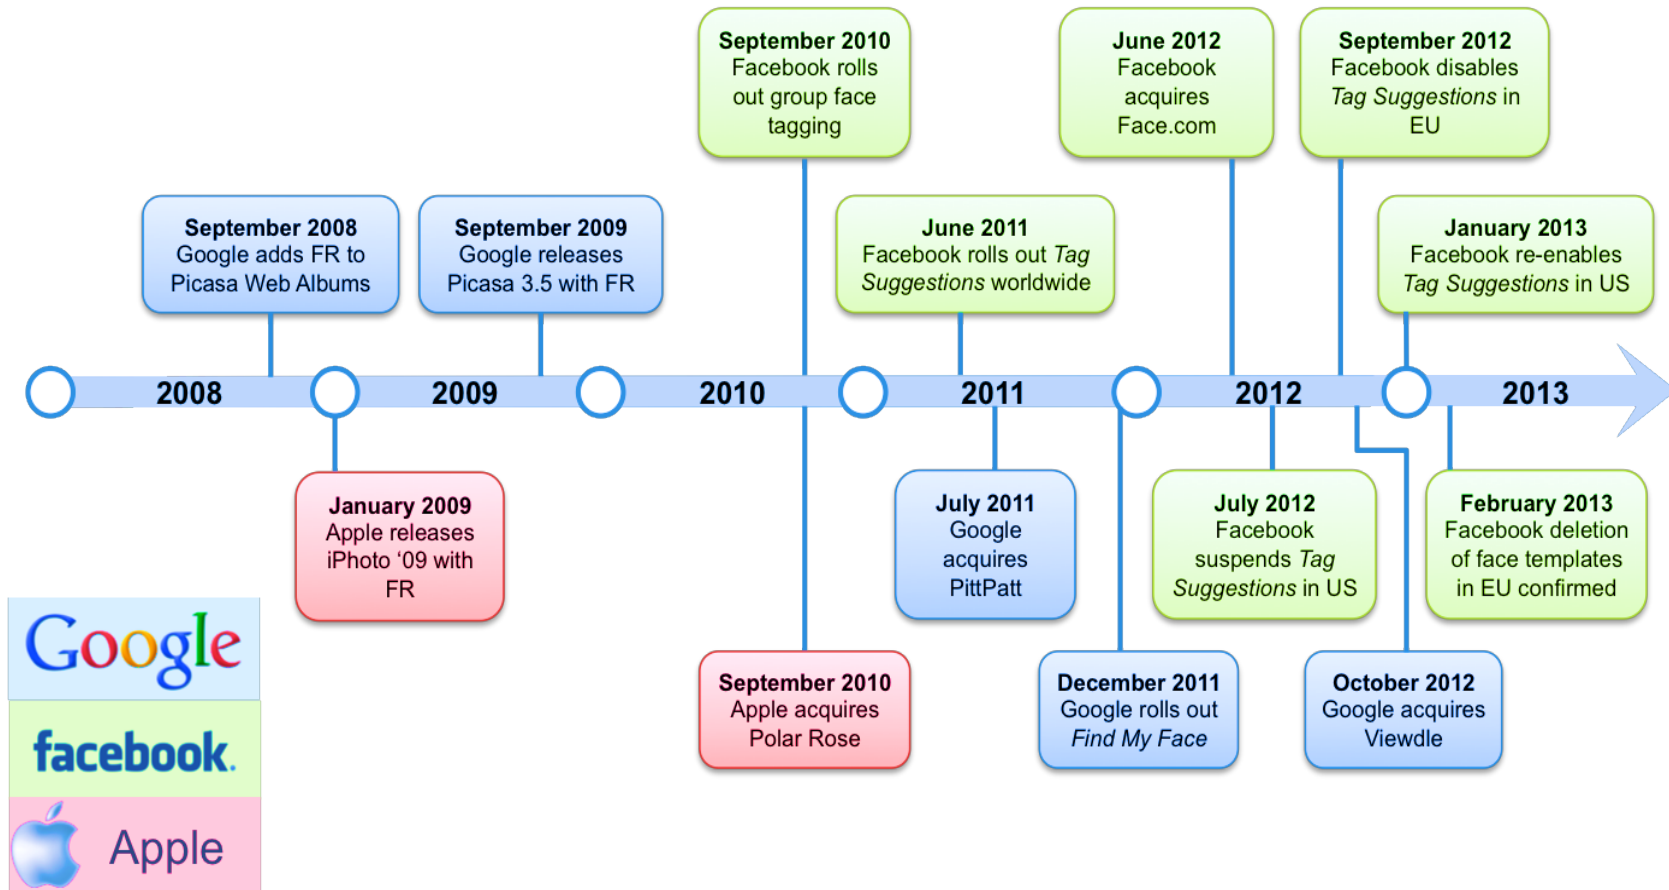 September 2010
Facebook rolls
out group face
tagging
June 2012
Facebook
acquires
Face.com
September 2012
Facebook disables
Tag Suggestions in
EU
September 2008
Google adds FR to
Picasa Web Albums
September 2009
Google releases
Picasa 3.5 with FR
June 2011
Facebook rolls out Tag
Suggestions worldwide
January 2013
Facebook re-enables
Tag Suggestions in US
2008
2009
2010
2011
2012
2013
January 2009
Apple releases
iPhoto ‘09 with
FR
July 2011
Google
acquires
PittPatt
July 2012
Facebook
suspends Tag
Suggestions in US
February 2013
Facebook deletion
of face templates
in EU confirmed
September 2010
Apple acquires
Polar Rose
December 2011
Google rolls out
Find My Face
October 2012
Google acquires
Viewdle
Google
facebook.
Apple